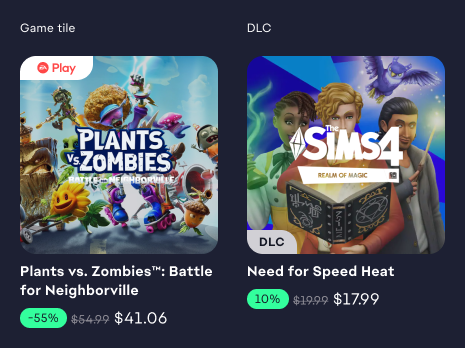 Game tile
DLC
EA Play
PLANTS
VS. ZOMBIES
BATTLE FOR NEIGHBORVILLE
The
SIMS 4
REALM OF MAGIC
DLC
Plants vs. Zombies™: Battle
for Neighborville
-55% $54.99 $41.06
Need for Speed Heat
10% $19.99 $17.99